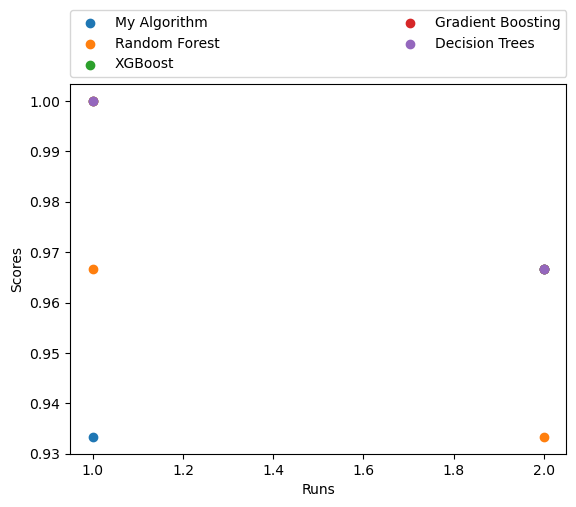 My Algorithm
Random Forest
XGBoost
Gradient Boosting
Decision Trees
1.00
0.99
0.98
0.97
0.96
0.95
0.94
0.93
Scores
1.0 1.2 1.4 1.6 1.8 2.0
Runs